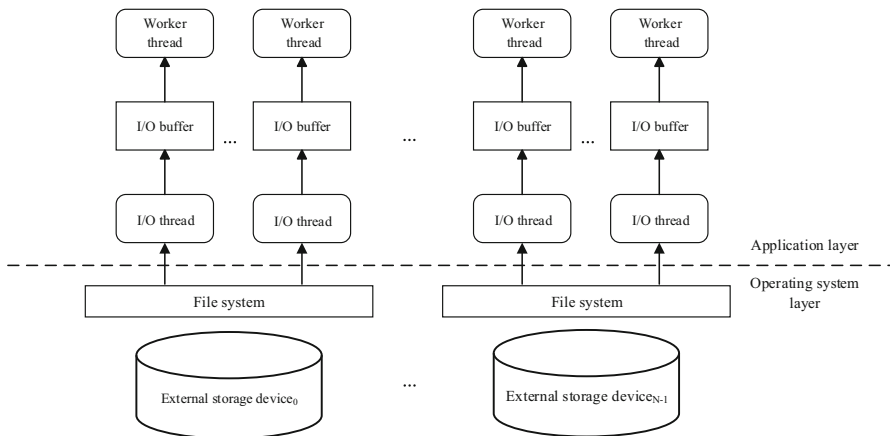 Worker
thread
Worker
thread
Worker
thread
Worker
thread
I/O buffer
...
I/O buffer
...
I/O buffer
...
I/O buffer
I/O thread
I/O thread
I/O thread
I/O thread
Application layer
File system
File system
Operating system
layer
External storage device0
...
External storage deviceN-1